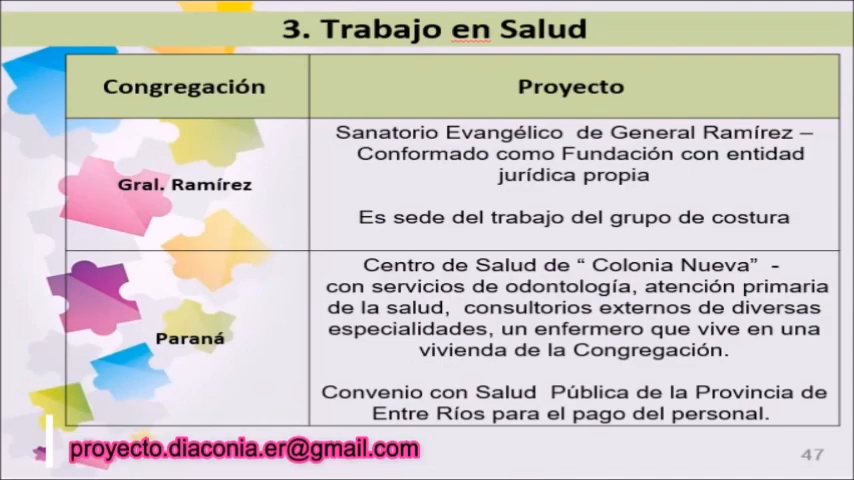 3. Trabajo en Salud
Congregación
Proyecto
Gral. Ramírez
Sanatorio Evangélico de General Ramírez –
Conformado como Fundación con entidad
jurídica propia
Es sede del trabajo del grupo de costura
Paraná
Centro de Salud de “ Colonia Nueva” -
con servicios de odontología, atención primaria
de la salud, consultorios externos de diversas
especialidades, un enfermero que vive en una
vivienda de la Congregación.
Convenio con Salud Pública de la Provincia de
Entre Ríos para el pago del personal.
proyecto.diaconia.er@gmail.com
47